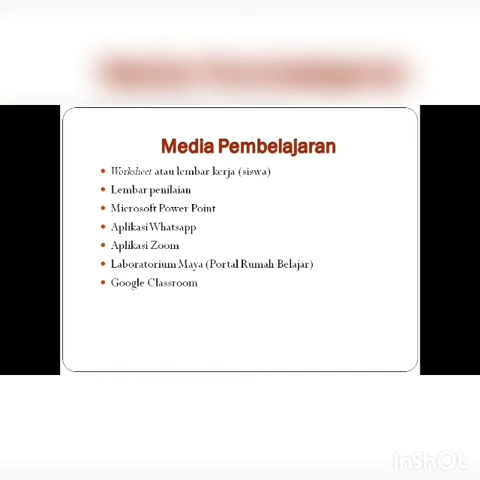 Media Pembelajaran
• Worksheet atau lembar kerja (siswa)
• Lembar penilaian
• Microsoft Power Point
• Aplikasi Whatsapp
• Aplikasi Zoom
• Laboratorium Maya (Portal Rumah Belajar)
• Google Classroom
InShOt